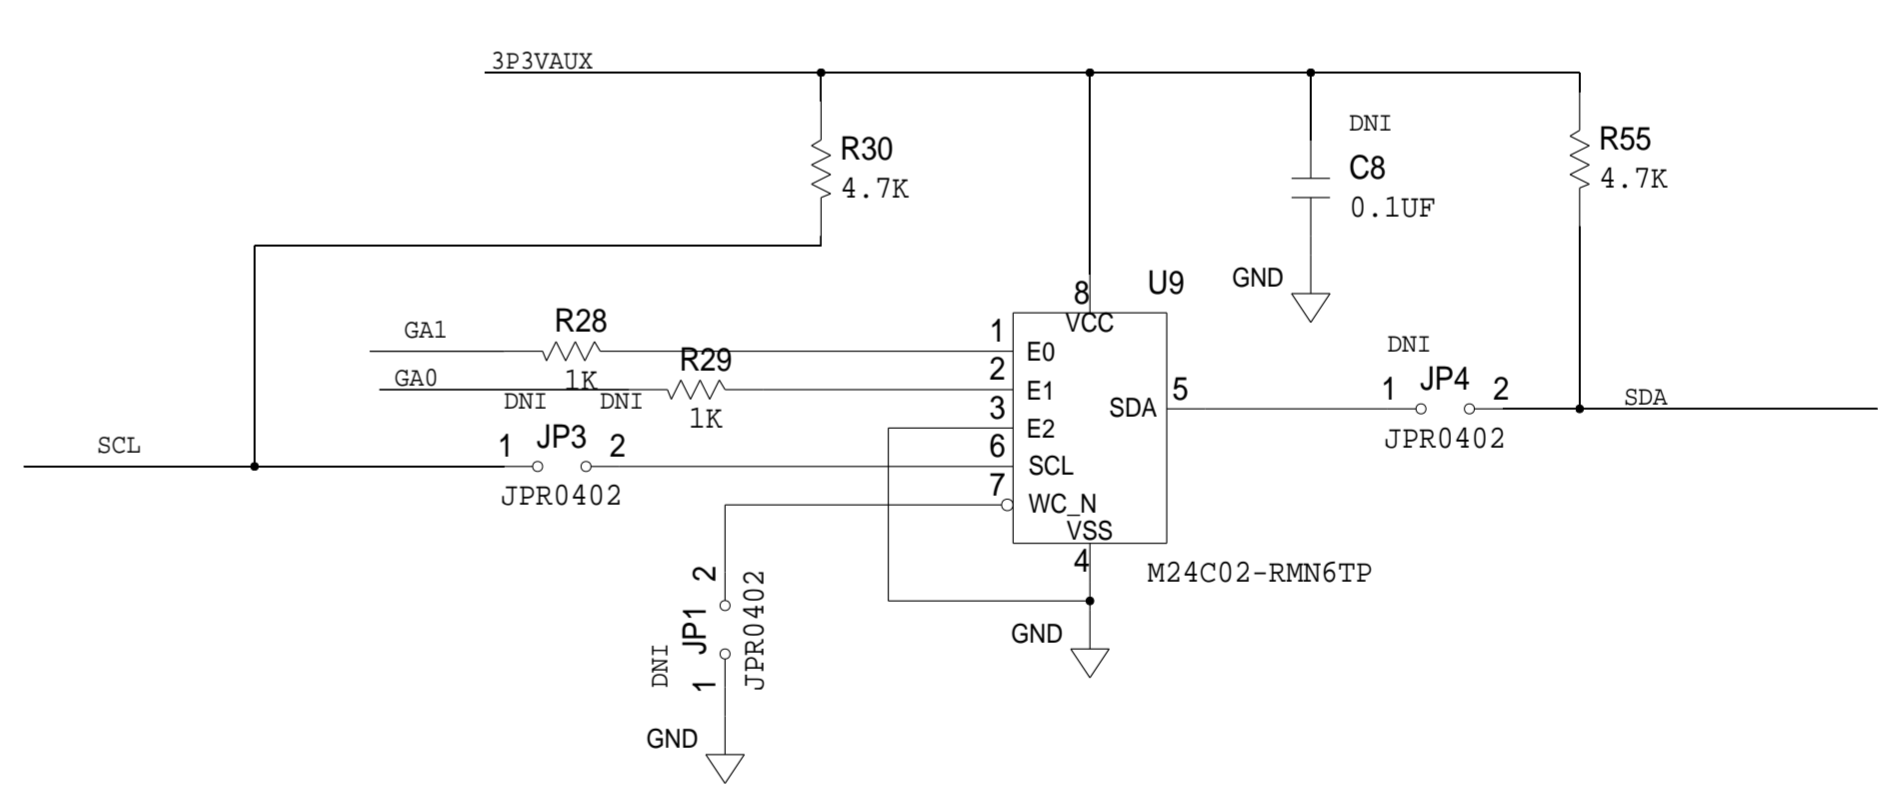 3P3VAUX
DNI
R30
4.7K
C8
0.1UF
R55
4.7K
GND
U9
8
VCC
GA1
R28
1K
1
E0
GA0
R29
1K
2
E1
DNI
DNI
3
E2
SCL
1
JP3
2
JPR0402
6
SCL
7
WC_N
VSS
4
SDA
5
DNI
1
JP4
2
JPR0402
SDA
M24C02-RMN6TP
GND
2
JP1
1
JPR0402
DNI
GND